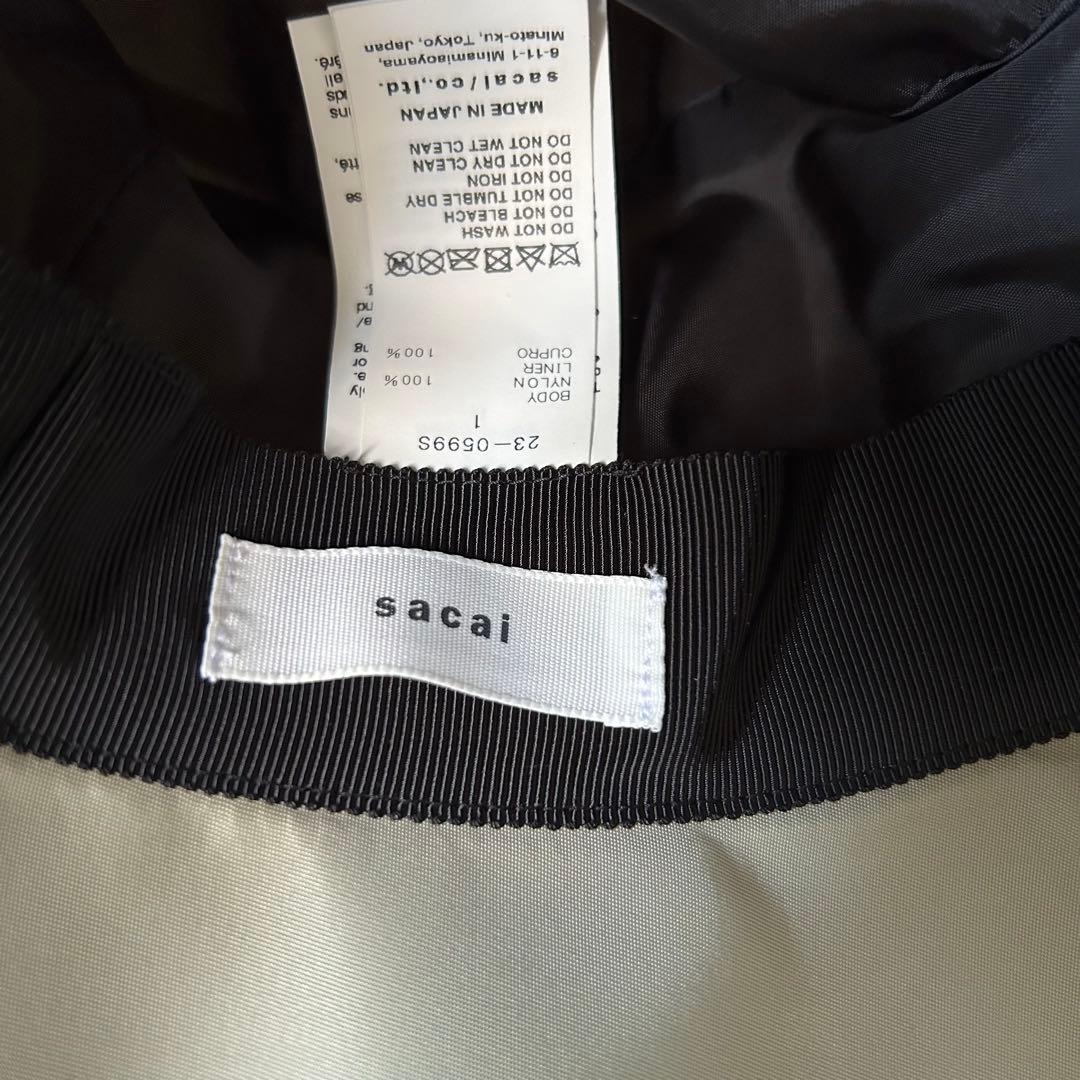 23-0599S
1
BODY
NYLON 100%
LINER
CUPRO 100%
DO NOT WASH
DO NOT BLEACH
DO NOT TUMBLE DRY
DO NOT IRON
DO NOT DRY CLEAN
DO NOT WET CLEAN
MADE IN JAPAN
sacai/co.,ltd.
6-11-1 Minamiaoyama,
Minato-ku, Tokyo, Japan
sacai